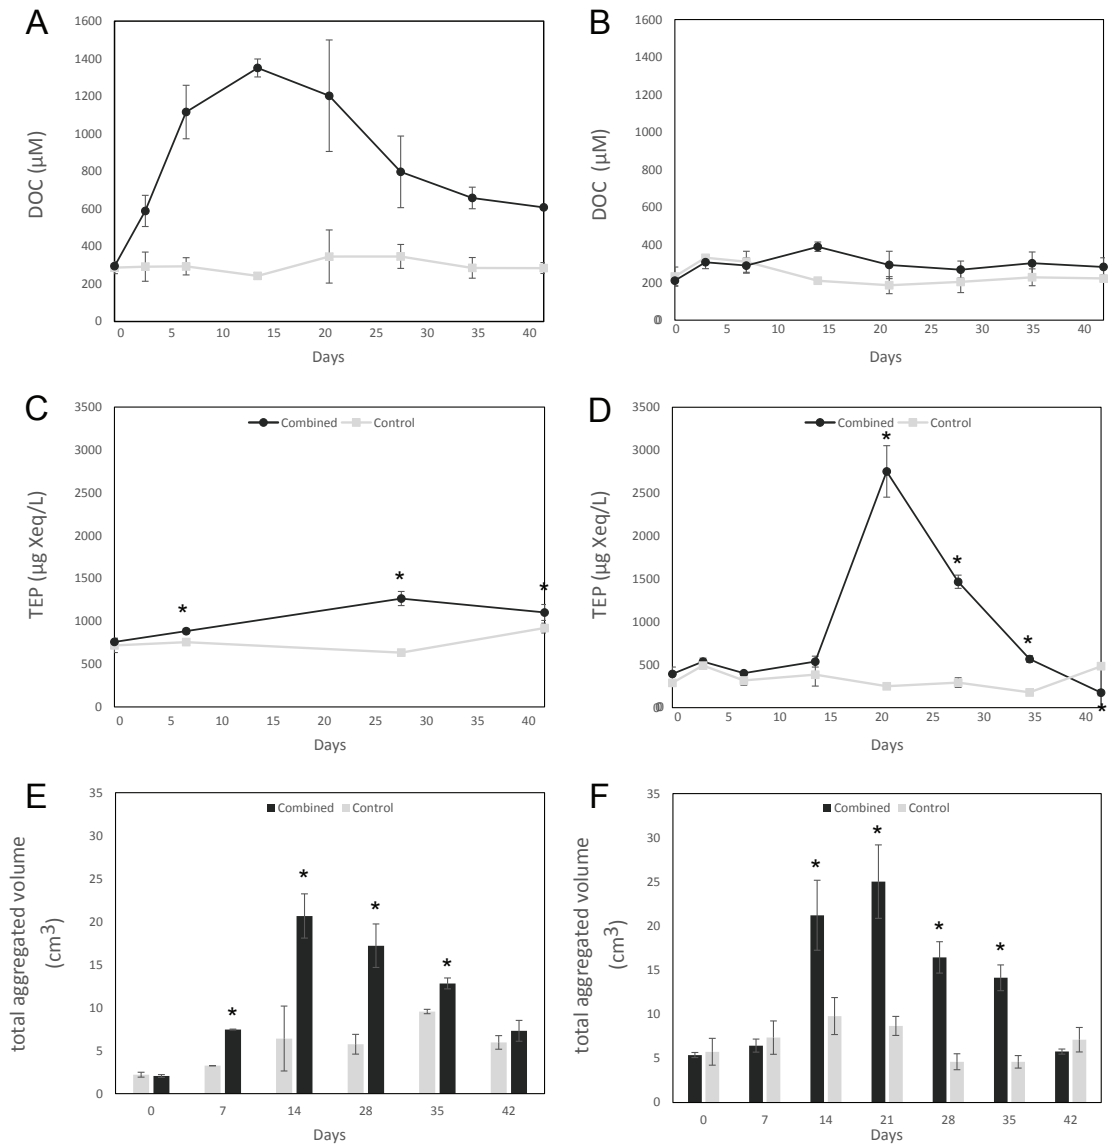 A
1600
1400
1200
1000
800
600
400
200
0
DOC (µM)
0 5 10 15 20 25 30 35 40
Days
B
1600
1400
1200
1000
800
600
400
200
0
DOC (µM)
0 5 10 15 20 25 30 35 40
Days
C
3500
3000
2500
2000
1500
1000
500
0
TEP (µg Xeq/L)
Combined Control
* * *
0 5 10 15 20 25 30 35 40
Days
D
3500
3000
2500
2000
1500
1000
500
0
TEP (µg Xeq/L)
Combined Control
* * * *
0 5 10 15 20 25 30 35 40
Days
E
35
30
25
20
15
10
5
0
total aggregated volume
(cm3)
Combined Control
* * * *
0 7 14 28 35 42
Days
F
35
30
25
20
15
10
5
0
total aggregated volume
(cm3)
Combined Control
* * * *
0 7 14 21 28 35 42
Days